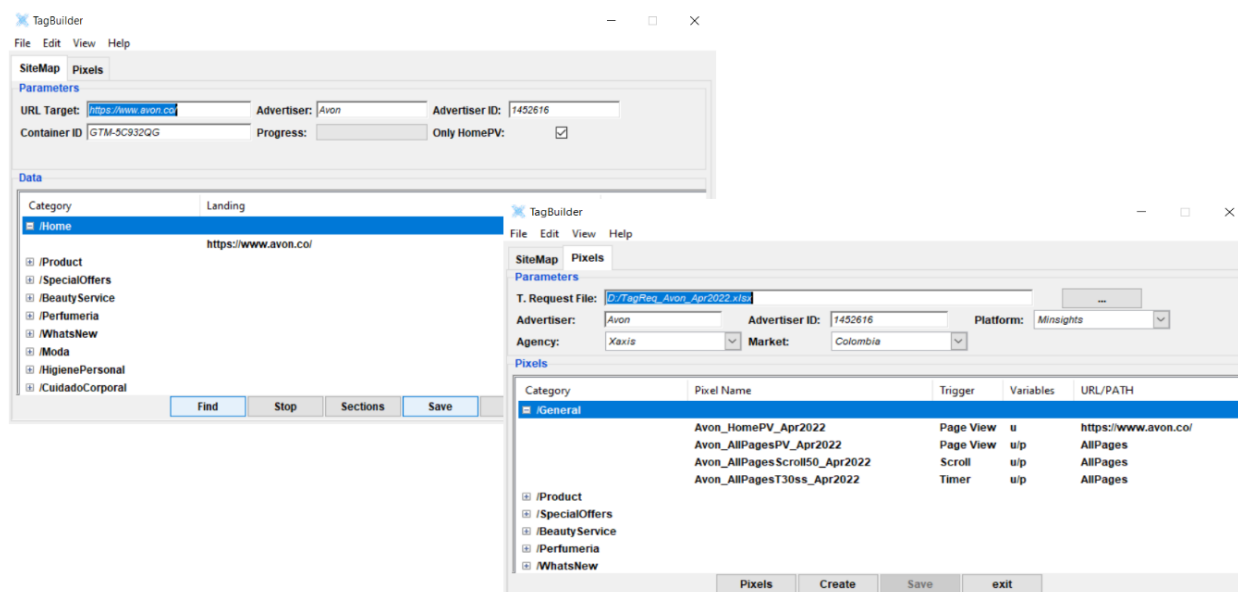 TagBuilder
File Edit View Help
SiteMap Pixels
Parameters
URL Target: https://www.avon.co/ Advertiser: Avon Advertiser ID: 1452616
Container ID GTM-5C932QG Progress: Only HomePV:
Data
Category Landing
/Home
https://www.avon.co/
/Product
/SpecialOffers
/BeautyService
/Perfumeria
/WhatsNew
/Moda
/HigienePersonal
/CuidadoCorporal
Find Stop Sections Save
TagBuilder
File Edit View Help
SiteMap Pixels
Parameters
T. Request File: D:/TagReq_Avon_Apr2022.xlsx ...
Advertiser: Avon Advertiser ID: 1452616 Platform: Minsights
Agency: Xaxis Market: Colombia
Pixels
Category Pixel Name Trigger Variables URL/PATH
/General
Avon_HomePV_Apr2022 Page View u https://www.avon.co/
Avon_AllPagesPV_Apr2022 Page View u/p AllPages
Avon_AllPagesScroll50_Apr2022 Scroll u/p AllPages
Avon_AllPagesT30ss_Apr2022 Timer u/p AllPages
/Product
/SpecialOffers
/BeautyService
/Perfumeria
/WhatsNew
Pixels Create Save exit